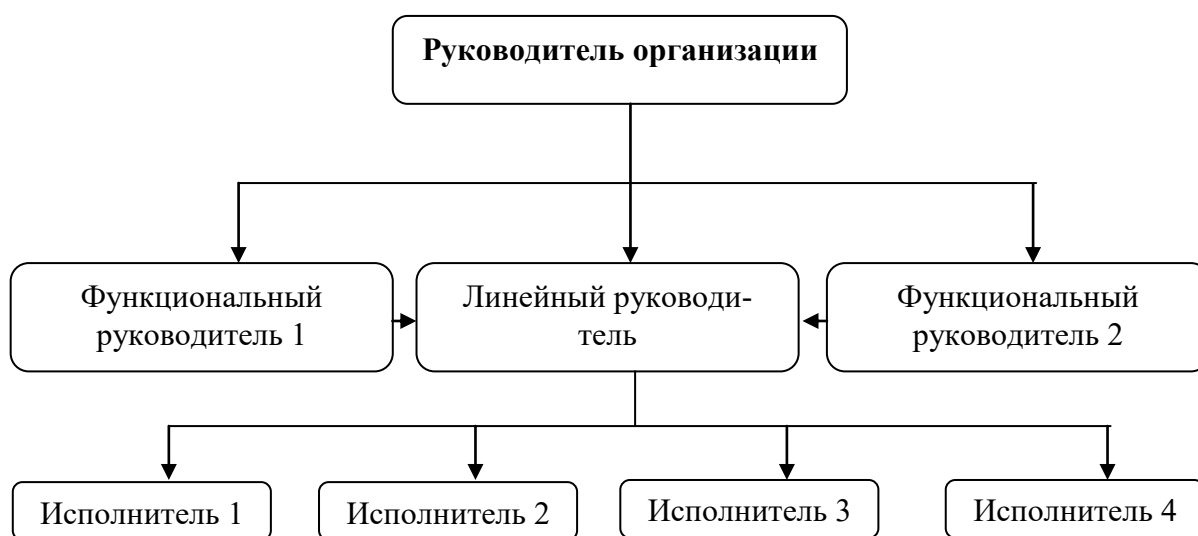 Руководитель организации
Функциональный
руководитель 1
Линейный руководи-
тель
Функциональный
руководитель 2
Исполнитель 1
Исполнитель 2
Исполнитель 3
Исполнитель 4